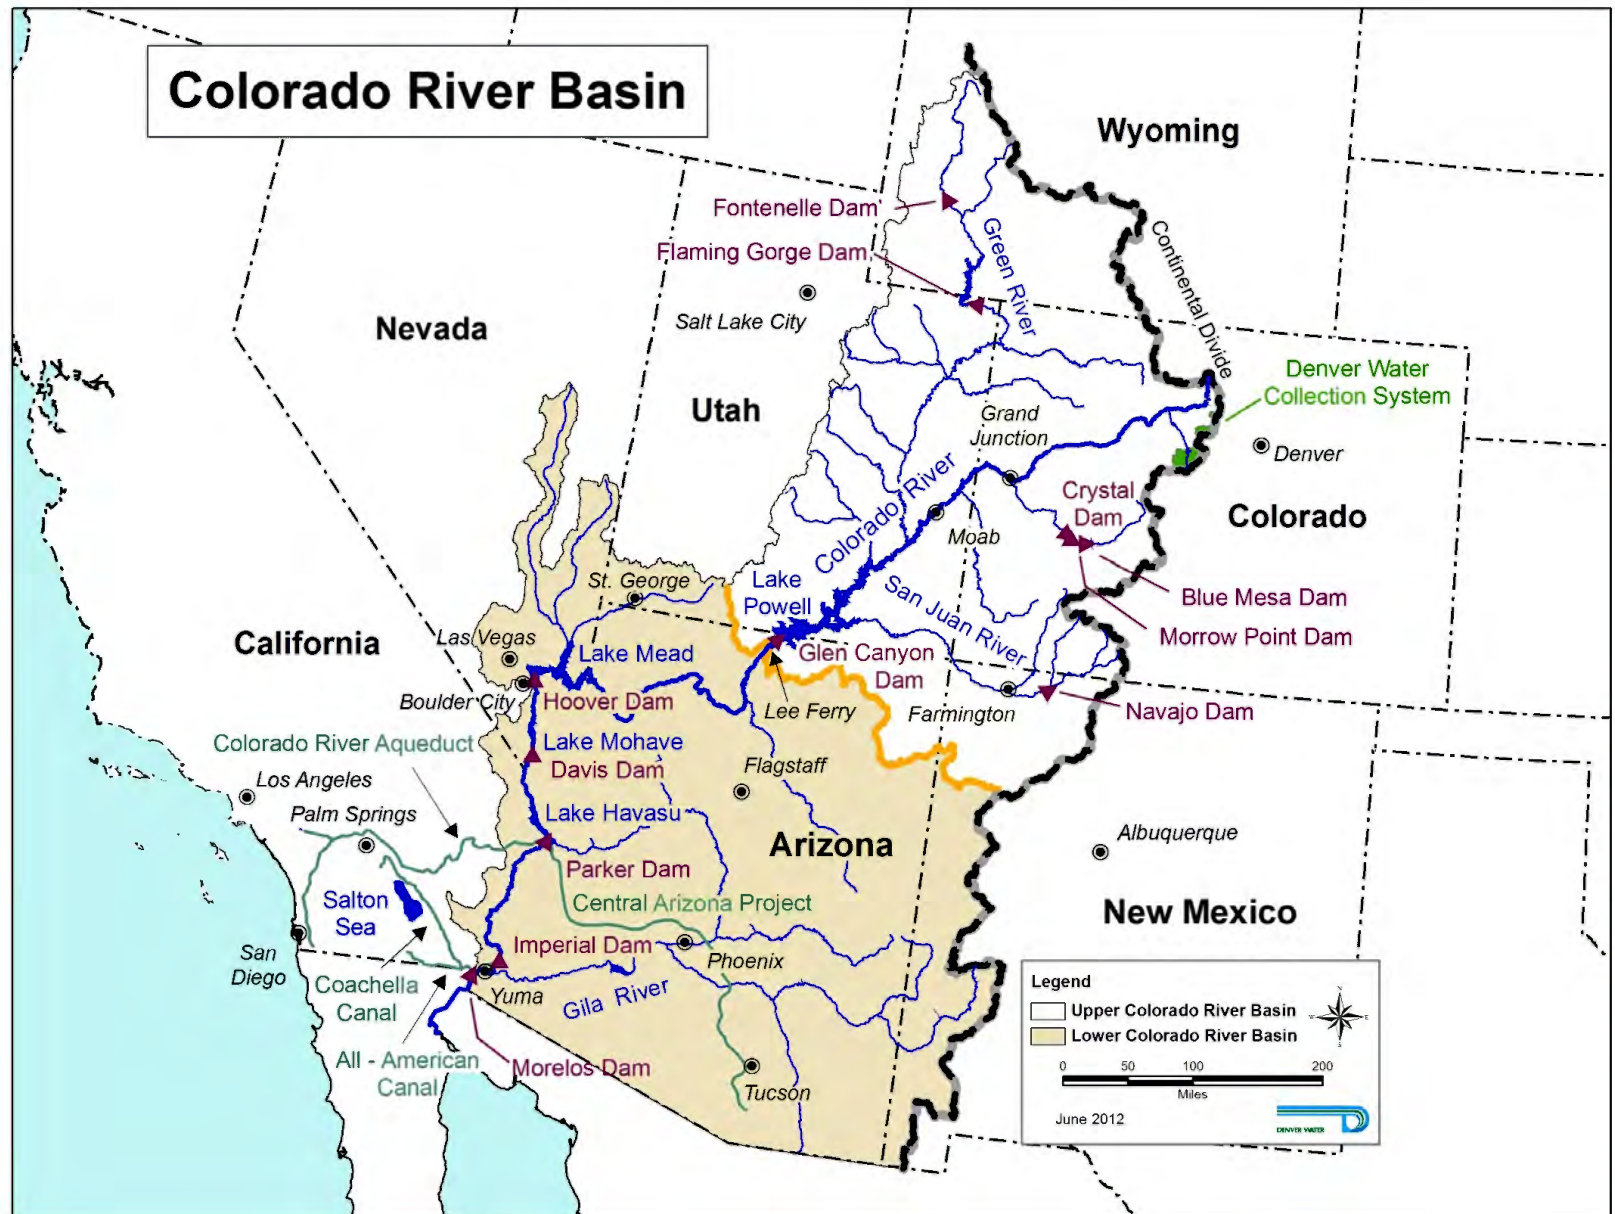 Colorado River Basin
Wyoming
Fontenelle Dam
Flaming Gorge Dam
Green River
Continental Divide
Salt Lake City
Nevada
Utah
Denver Water
Collection System
Grand
Junction
Denver
Colorado River
Crystal
Dam
Colorado
Moab
St. George
Lake
Powell
San Juan River
Blue Mesa Dam
Morrow Point Dam
California
Las Vegas
Lake Mead
Glen Canyon
Dam
Boulder City
Hoover Dam
Lee Ferry
Farmington
Navajo Dam
Colorado River Aqueduct
Lake Mohave
Davis Dam
Flagstaff
Los Angeles
Palm Springs
Lake Havasu
Arizona
Albuquerque
Parker Dam
Salton
Sea
Central Arizona Project
New Mexico
San
Diego
Imperial Dam
Phoenix
Coachella
Canal
Yuma
Gila River
All - American
Canal
Morelos Dam
Tucson
Legend
Upper Colorado River Basin
Lower Colorado River Basin
N
W
E
S
0 50 100 200
Miles
June 2012
DENVER WATER